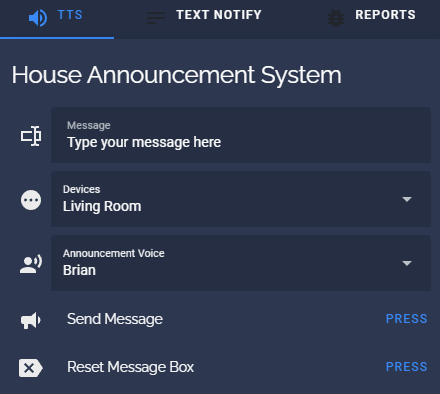 TTS TEXT NOTIFY REPORTS
House Announcement System
Message
Type your message here
Devices
Living Room
Announcement Voice
Brian
Send Message PRESS
Reset Message Box PRESS